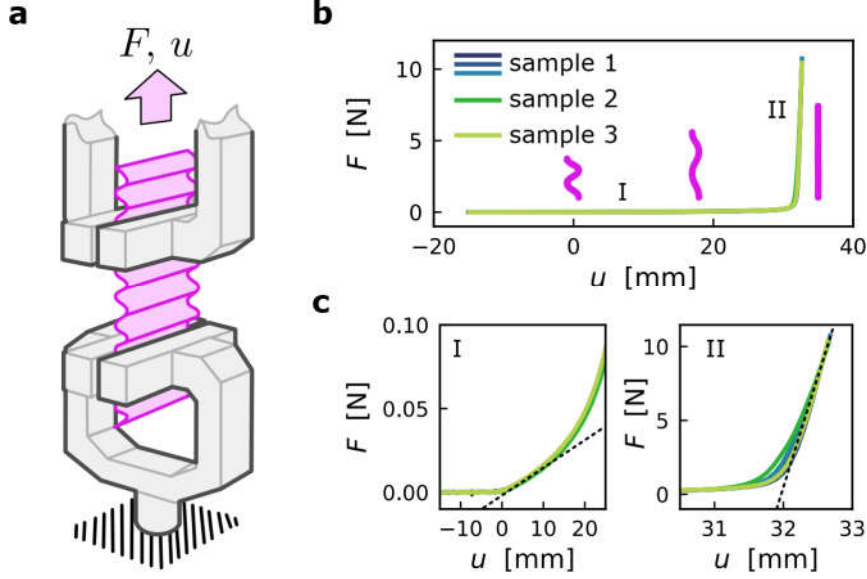 a
F, u
b
F [N]
10
5
0
sample 1
sample 2
sample 3
I
II
−20
0
20
40
u [mm]
c
F [N]
0.10
0.05
0.00
I
−10
0
10
20
u [mm]
F [N]
10
5
0
II
31
32
33
u [mm]